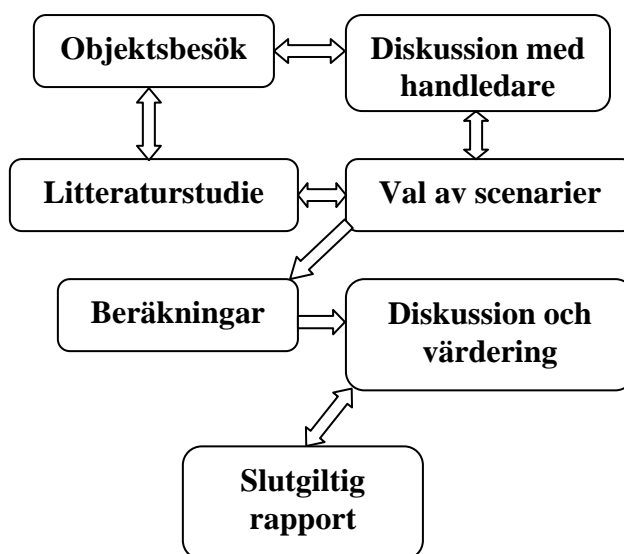 Objektsbesök
Diskussion med
handledare
Litteraturstudie
Val av scenarier
Beräkningar
Diskussion och
värdering
Slutgiltig
rapport